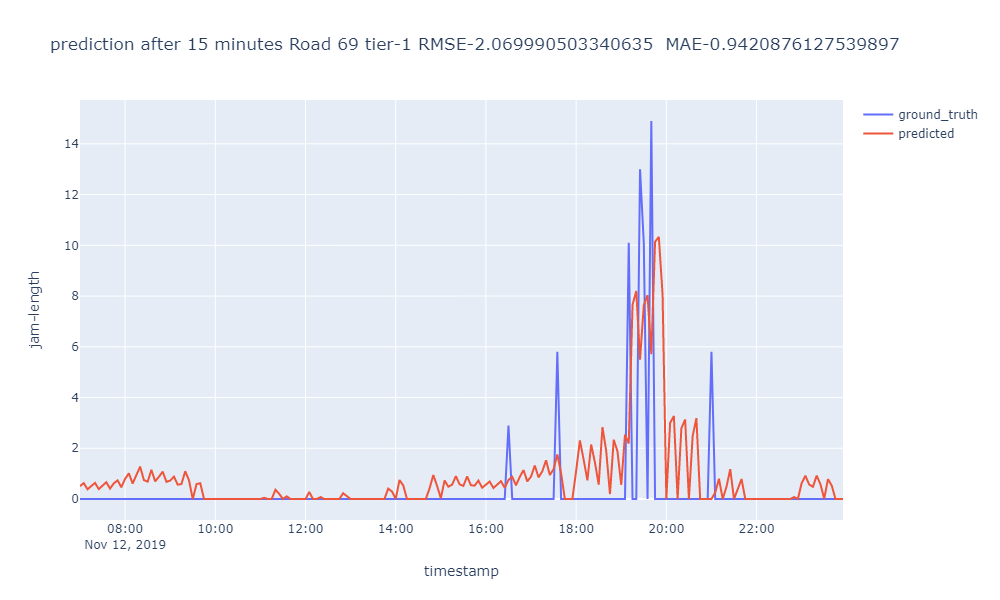 prediction after 15 minutes Road 69 tier-1 RMSE-2.069990503340635  MAE-0.9420876127539897
ground_truth
predicted
14
12
10
8
6
4
2
0
jam-length
08:00 10:00 12:00 14:00 16:00 18:00 20:00 22:00
Nov 12, 2019
timestamp